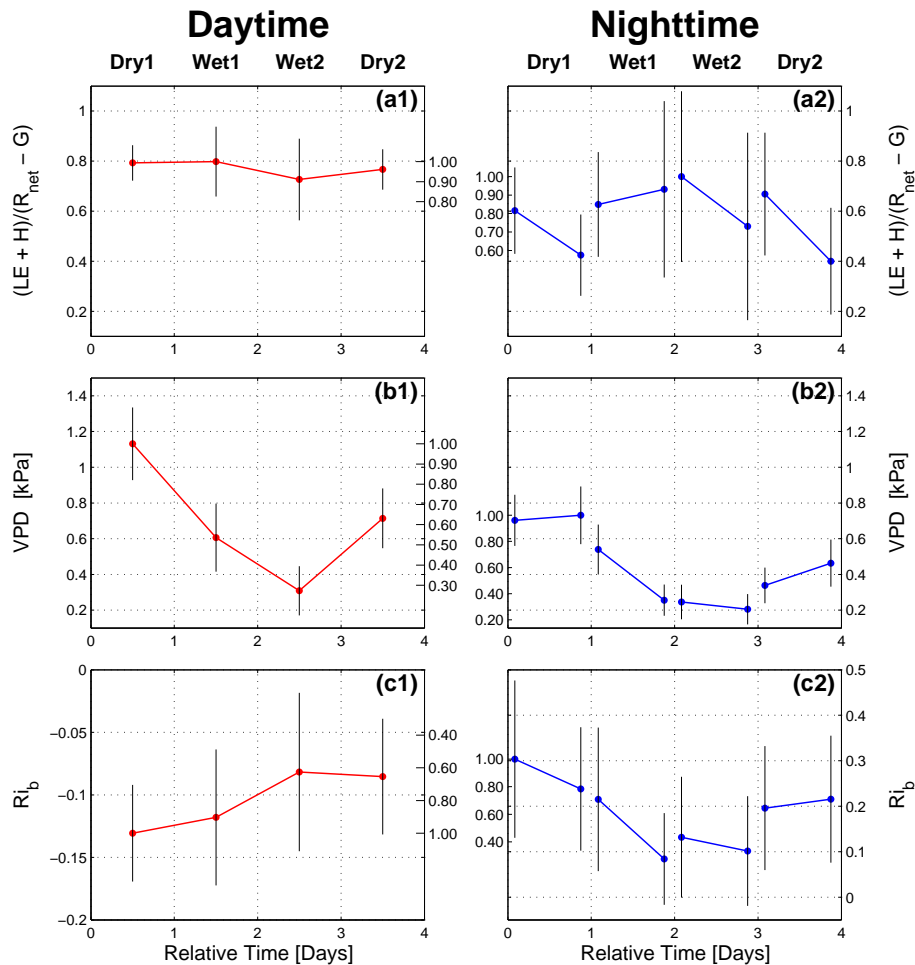 Daytime Nighttime
Dry1 Wet1 Wet2 Dry2 Dry1 Wet1 Wet2 Dry2
(a1)
(LE + H)/(R_net − G)
1
0.8
0.6
0.4
0.2
1.00
0.90
0.80
0 1 2 3 4
(a2)
1.00
0.90
0.80
0.70
0.60
1
0.8
0.6
0.4
0.2
(LE + H)/(R_net − G)
0 1 2 3 4
(b1)
VPD [kPa]
1.4
1.2
1
0.8
0.6
0.4
0.2
1.00
0.90
0.80
0.70
0.60
0.50
0.40
0.30
0 1 2 3 4
(b2)
1.00
0.80
0.60
0.40
0.20
1.4
1.2
1
0.8
0.6
0.4
0.2
VPD [kPa]
0 1 2 3 4
(c1)
Ri_b
0
−0.05
−0.1
−0.15
−0.2
0.40
0.60
0.80
1.00
0 1 2 3 4
Relative Time [Days]
(c2)
1.00
0.80
0.40
0.5
0.4
0.3
0.2
0.1
0
Ri_b
0 1 2 3 4
Relative Time [Days]